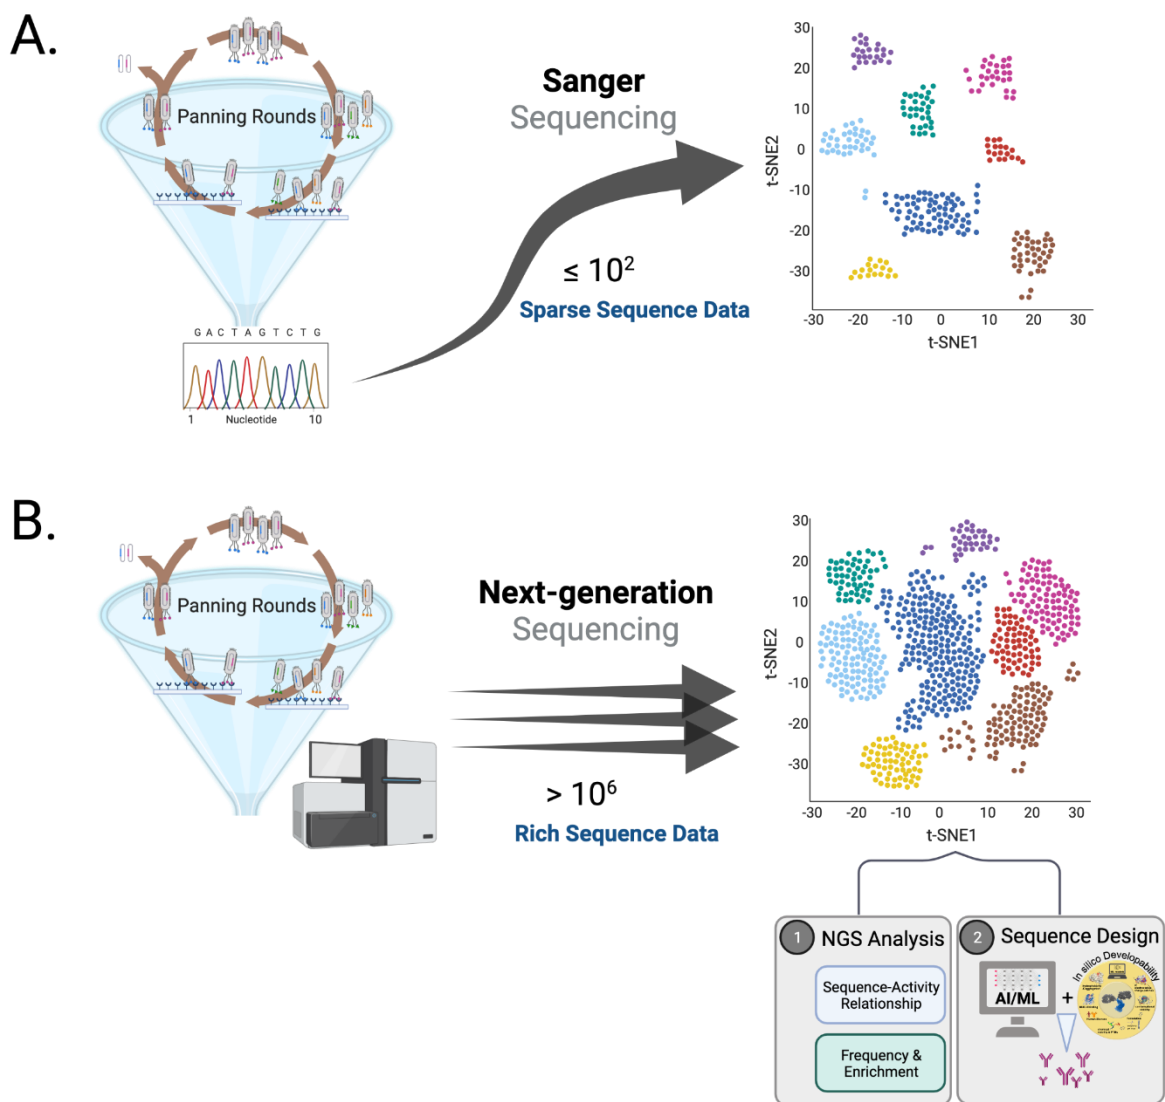 A.
Panning Rounds
Sanger
Sequencing
≤ 10²
Sparse Sequence Data
G A C T A G T C T G
1 Nucleotide 10
t-SNE2
30
20
10
0
-10
-20
-30
-30 -20 -10 0 10 20 30
t-SNE1
B.
Panning Rounds
Next-generation
Sequencing
> 10⁶
Rich Sequence Data
t-SNE2
30
20
10
0
-10
-20
-30
-30 -20 -10 0 10 20 30
t-SNE1
1 NGS Analysis
Sequence-Activity
Relationship
Frequency &
Enrichment
2 Sequence Design
AI/ML
+
In silico Developability